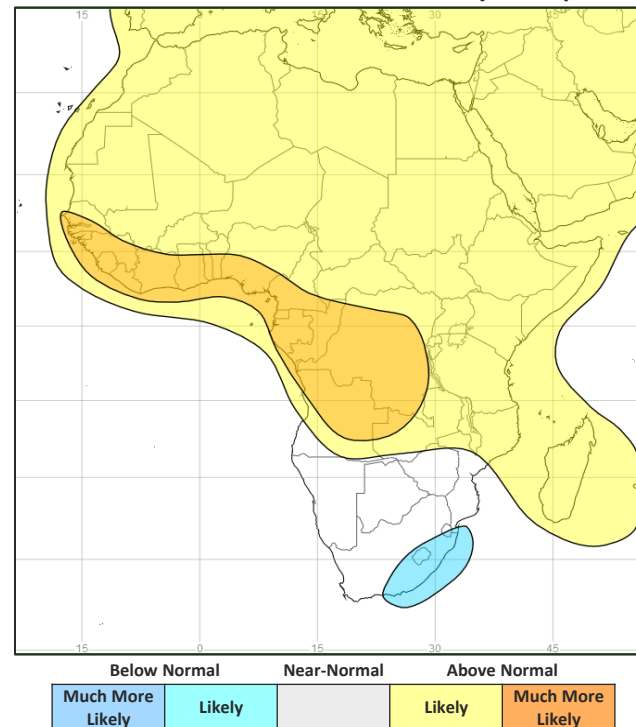 15 0 15 30 45
15 0 15 30 45
Below Normal Near-Normal Above Normal
Much More Likely Likely Much More
Likely Likely